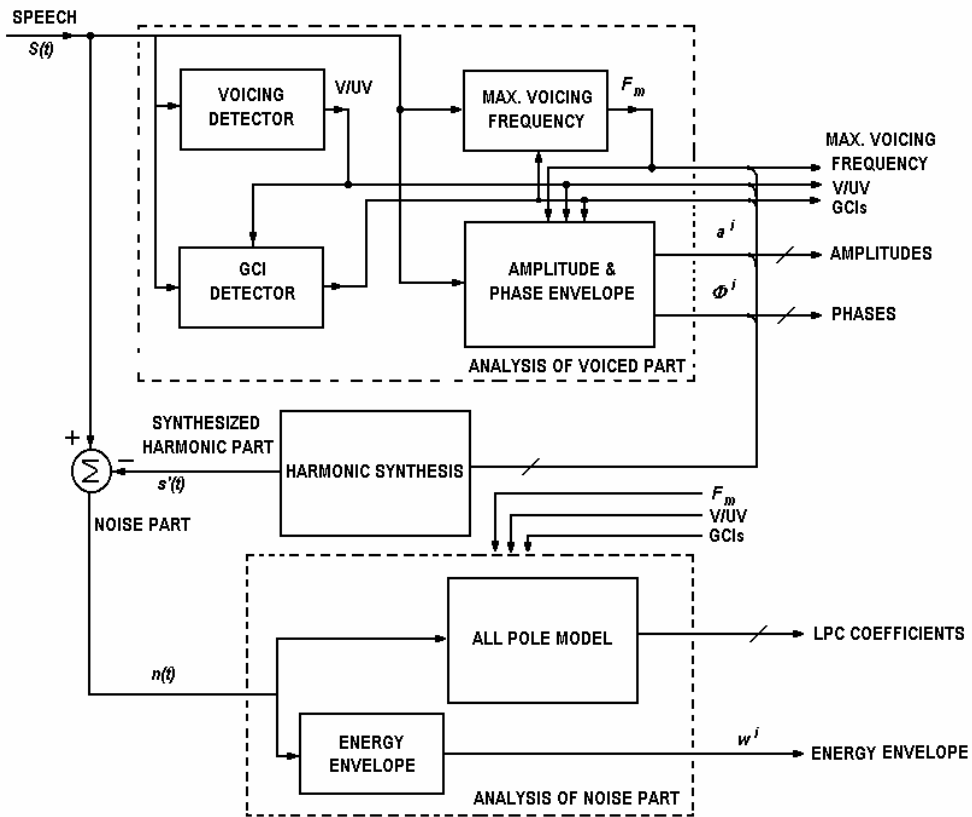 SPEECH
S(t)
VOICING
DETECTOR
V/UV
MAX. VOICING
FREQUENCY
F m
MAX. VOICING
FREQUENCY
V/UV
GCIs
GCI
DETECTOR
AMPLITUDE &
PHASE ENVELOPE
a i
AMPLITUDES
Φ i
PHASES
ANALYSIS OF VOICED PART
SYNTHESIZED
HARMONIC PART
HARMONIC SYNTHESIS
+
Σ
−
s'(t)
NOISE PART
F m
V/UV
GCIs
ALL POLE MODEL
LPC COEFFICIENTS
n(t)
ENERGY
ENVELOPE
w i
ENERGY ENVELOPE
ANALYSIS OF NOISE PART